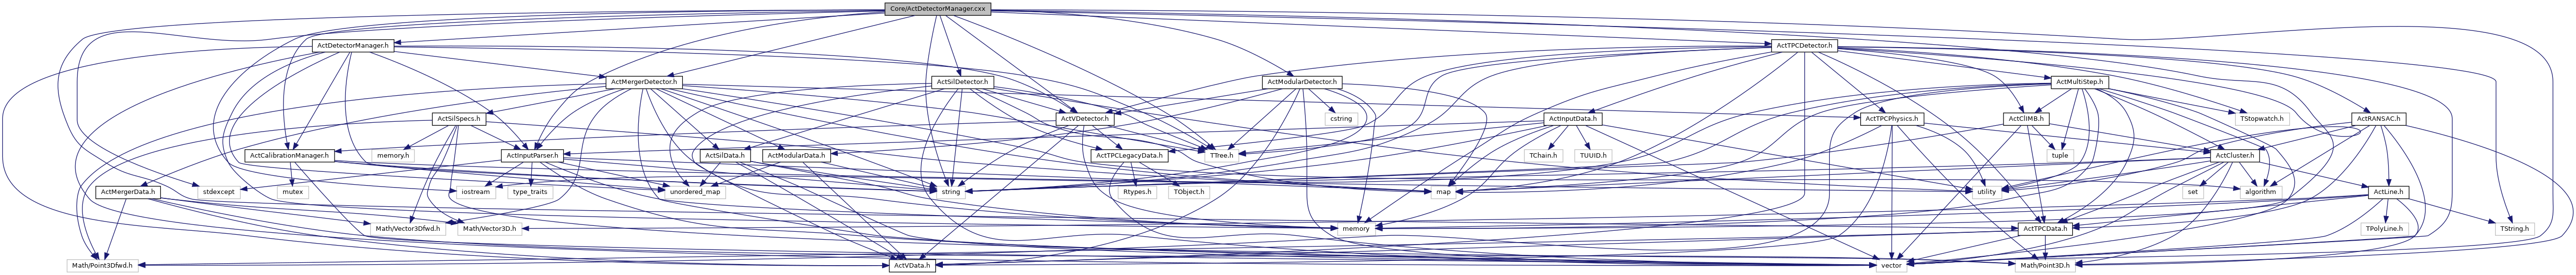 Core/ActDetectorManager.cxx
ActDetectorManager.h
ActTPCDetector.h
ActMergerDetector.h
ActSilDetector.h
ActModularDetector.h
ActMultiStep.h
ActSilSpecs.h
ActVDetector.h
cstring
ActInputData.h
ActTPCPhysics.h
ActCliMB.h
TStopwatch.h
ActRANSAC.h
ActCalibrationManager.h
memory.h
ActInputParser.h
ActSilData.h
ActModularData.h
ActTPCLegacyData.h
TTree.h
TChain.h
TUUID.h
tuple
ActCluster.h
ActMergerData.h
stdexcept
mutex
iostream
type_traits
unordered_map
string
Rtypes.h
TObject.h
map
utility
set
algorithm
ActLine.h
Math/Vector3Dfwd.h
Math/Vector3D.h
memory
ActTPCData.h
TPolyLine.h
TString.h
Math/Point3Dfwd.h
ActVData.h
vector
Math/Point3D.h